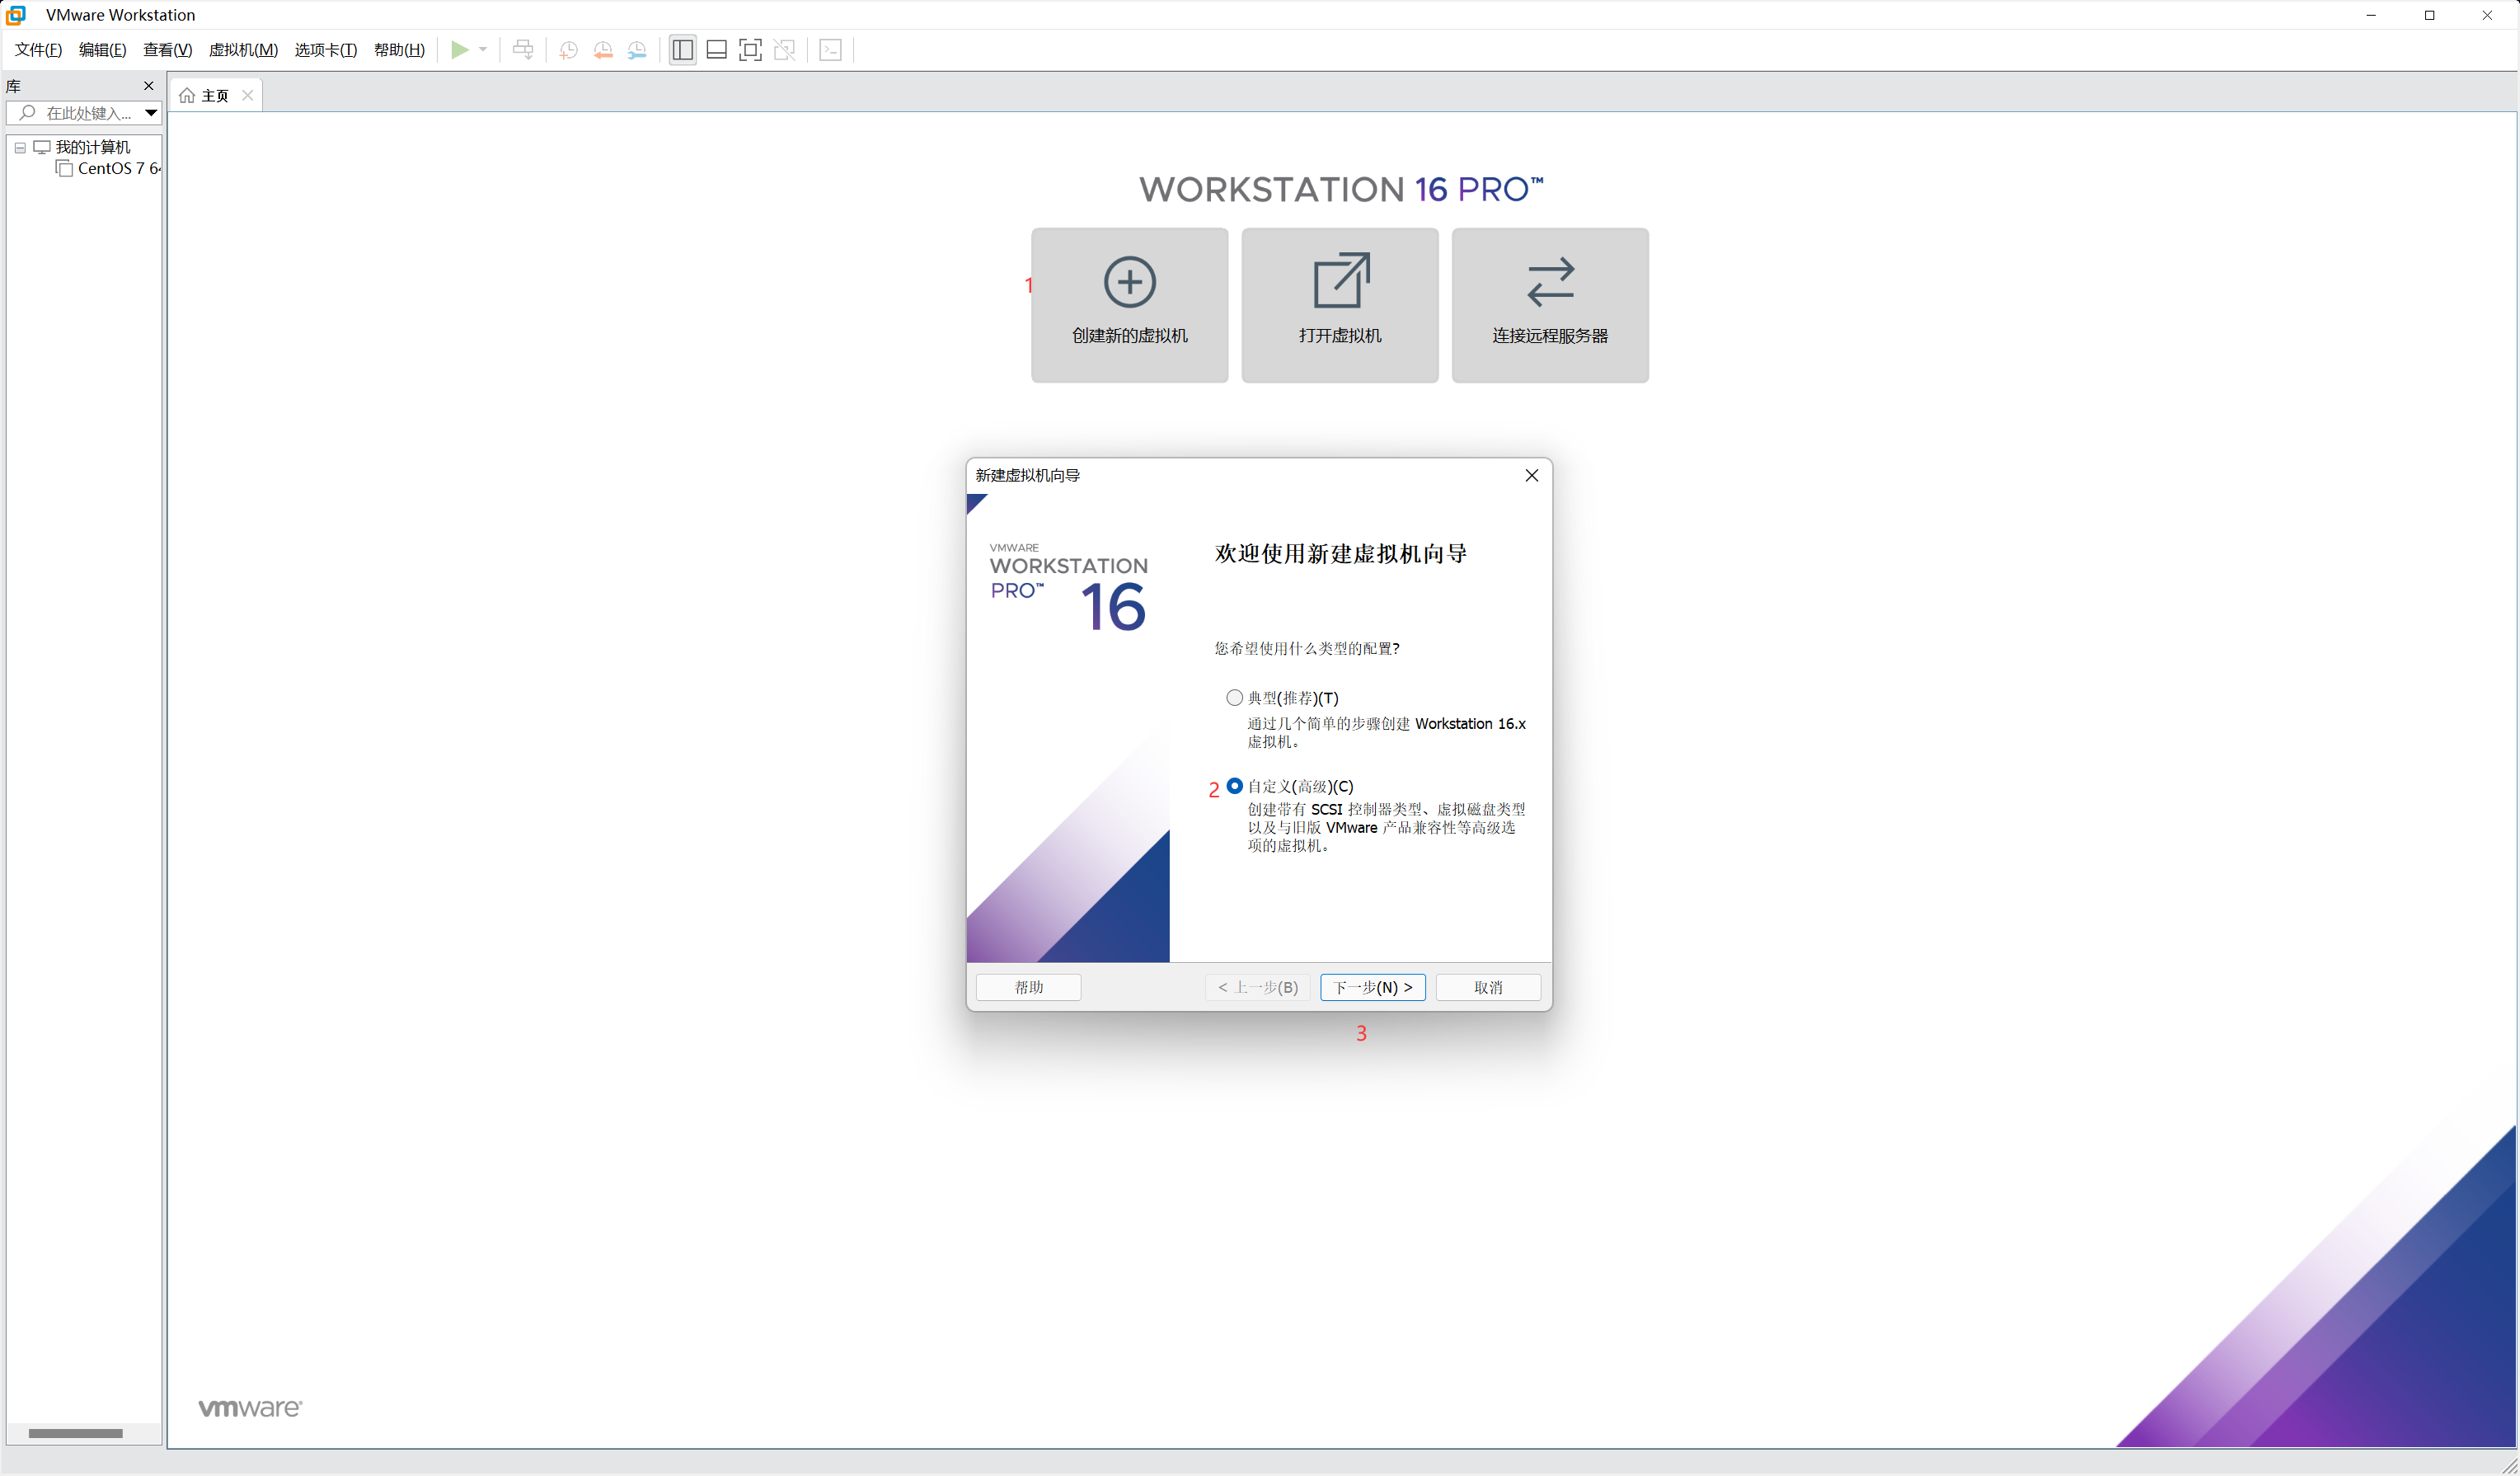 VMware Workstation
文件(F) 编辑(E) 查看(V) 虚拟机(M) 选项卡(T) 帮助(H)
库
在此处键入...
我的计算机
CentOS 7 64
主页
WORKSTATION 16 PRO™
1
创建新的虚拟机
打开虚拟机
连接远程服务器
新建虚拟机向导
VMWARE
WORKSTATION
PRO™ 16
欢迎使用新建虚拟机向导
您希望使用什么类型的配置?
典型(推荐)(T)
通过几个简单的步骤创建 Workstation 16.x
虚拟机。
2 自定义(高级)(C)
创建带有 SCSI 控制器类型、虚拟磁盘类型
以及与旧版 VMware 产品兼容性等高级选
项的虚拟机。
帮助
< 上一步(B)
下一步(N) >
取消
3
vmware®